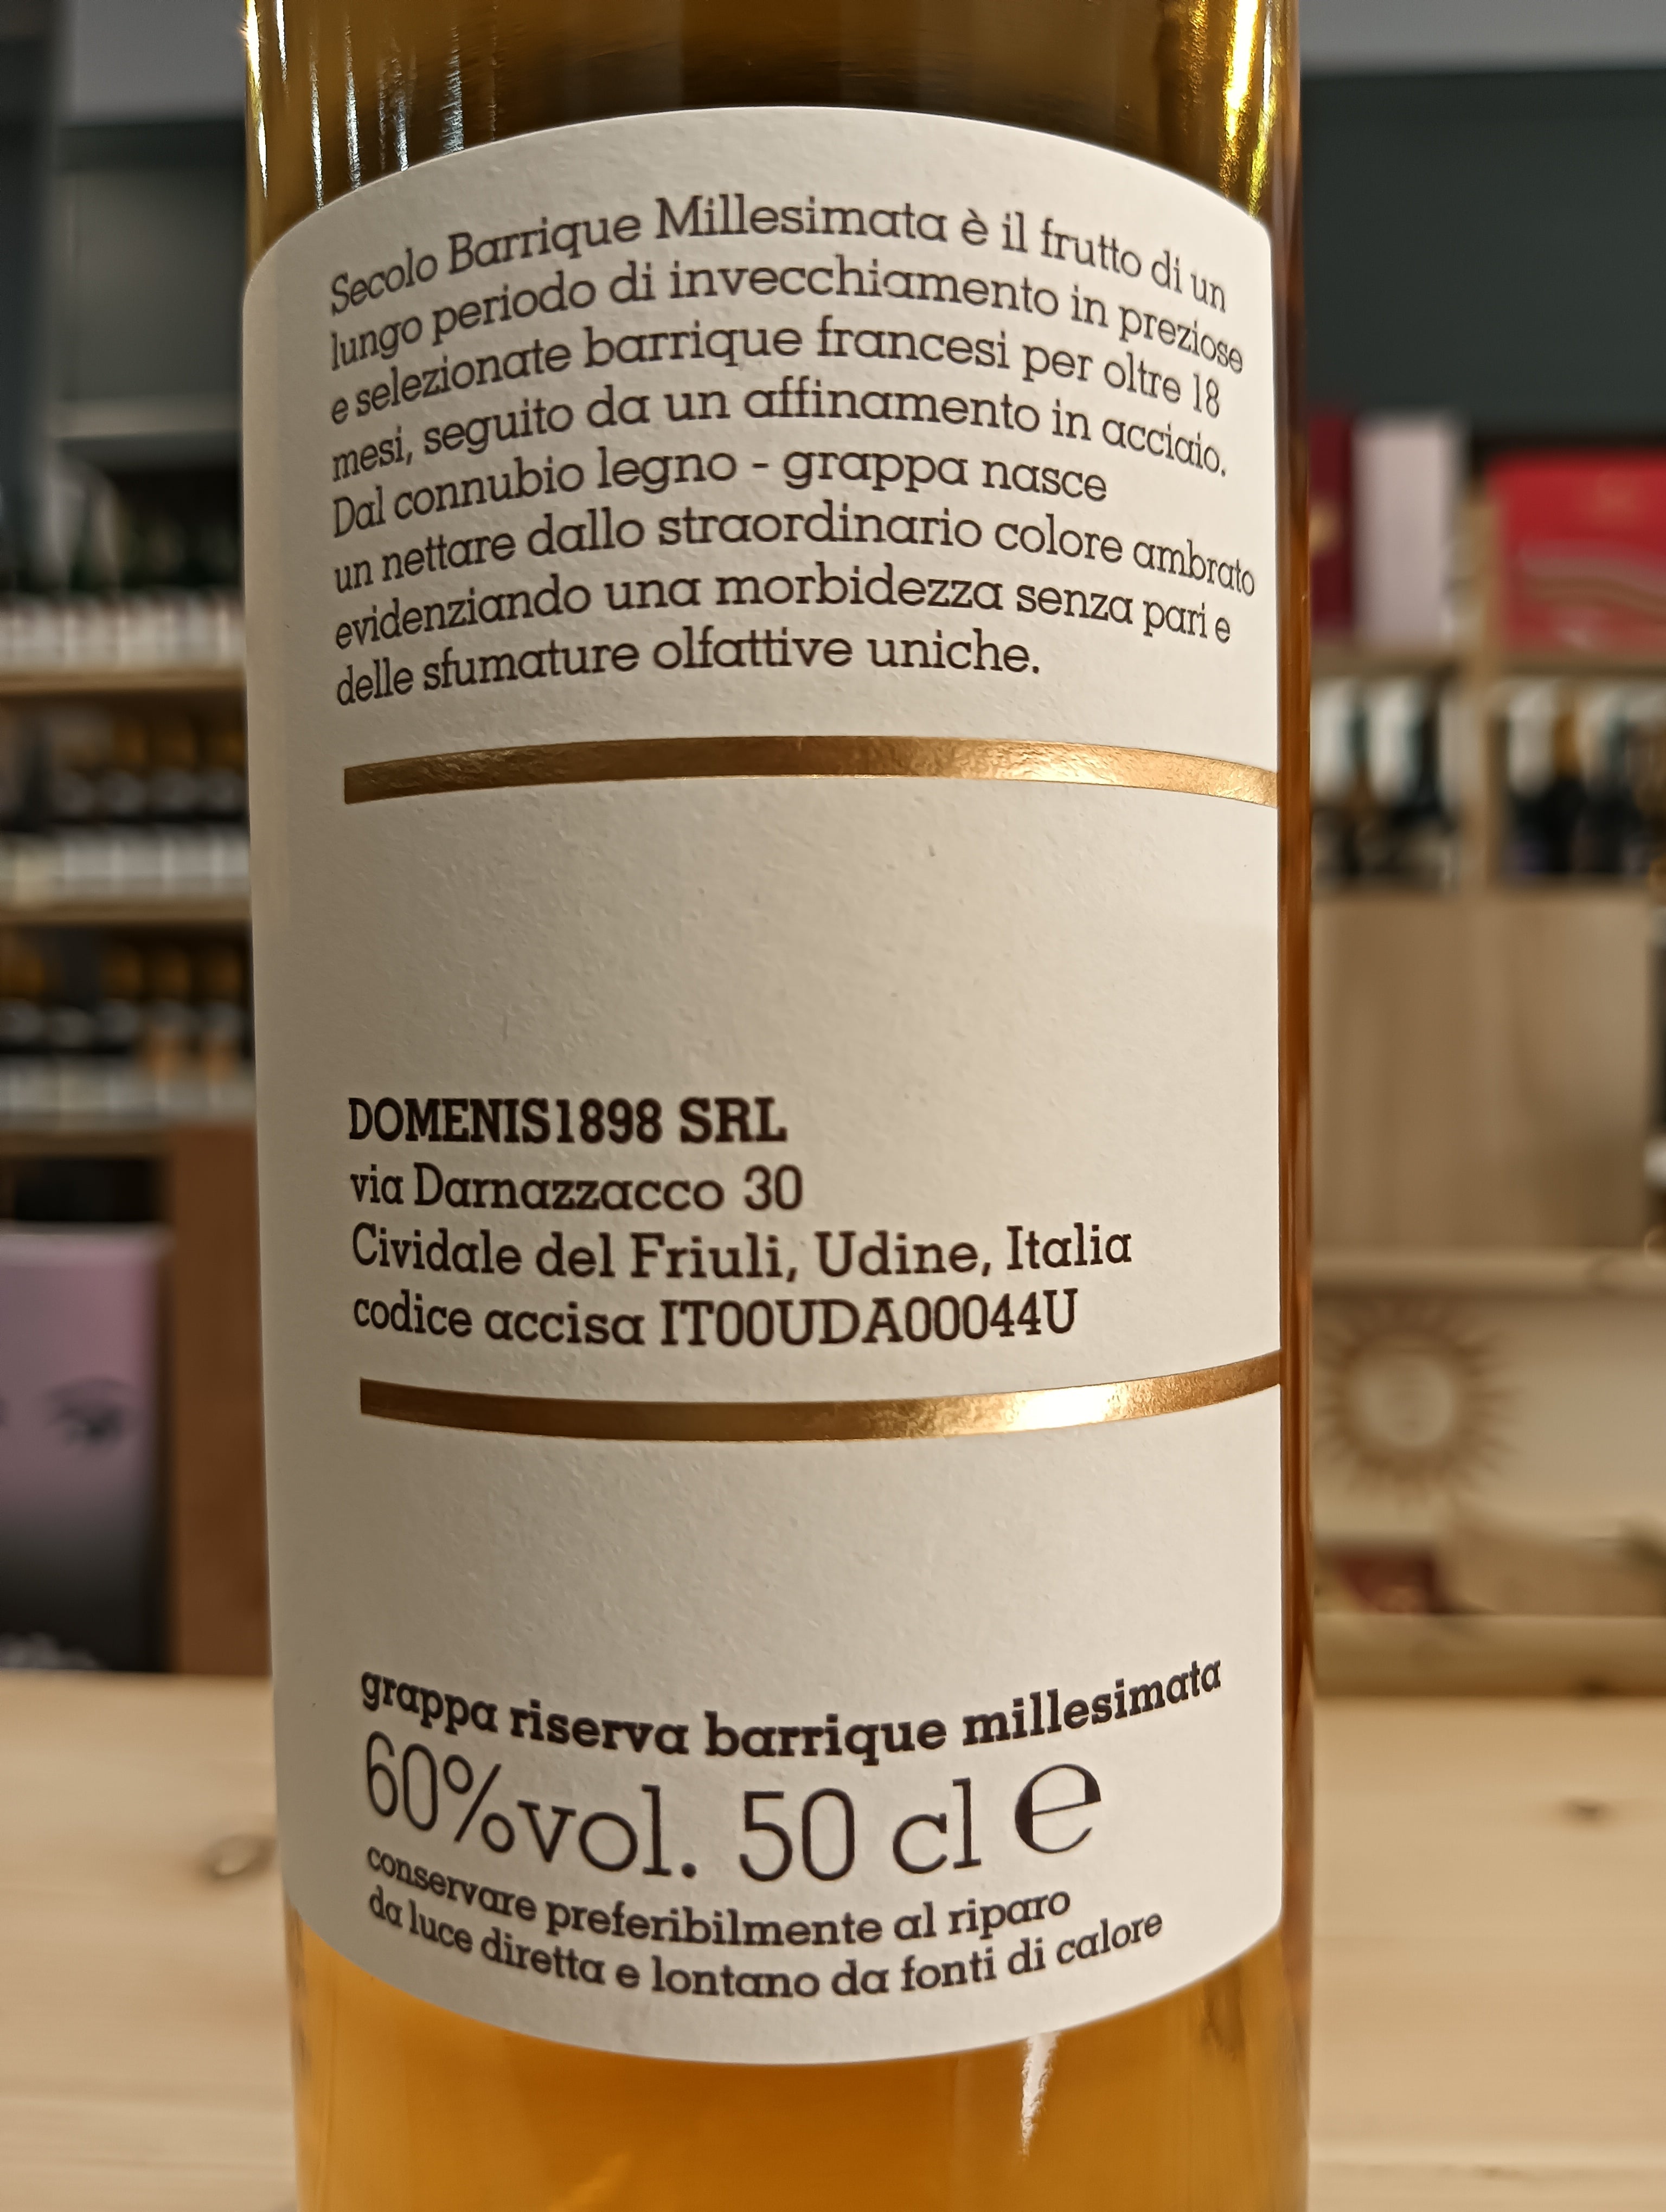 Secolo Barrique Millesimata è il frutto di un
lungo periodo di invecchiamento in preziose
e selezionate barrique francesi per oltre 18
mesi, seguito da un affinamento in acciaio.
Dal connubio legno - grappa nasce
un nettare dallo straordinario colore ambrato
evidenziando una morbidezza senza pari e
delle sfumature olfattive uniche.
DOMENIS1898 SRL
via Darnazzacco 30
Cividale del Friuli, Udine, Italia
codice accisa IT00UDA00044U
grappa riserva barrique millesimata
60%vol. 50 cl e
conservare preferibilmente al riparo
da luce diretta e lontano da fonti di calore